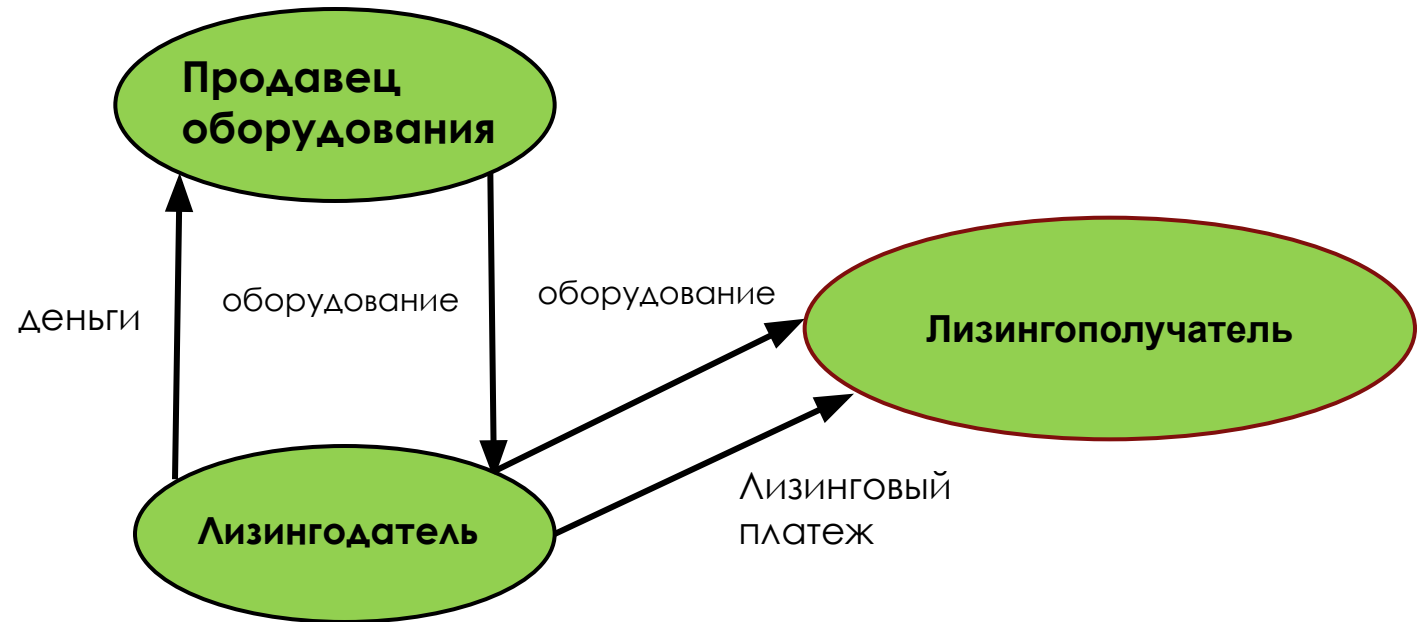 Продавец
оборудования
деньги
оборудование
оборудование
Лизингополучатель
Лизинговый
платеж
Лизингодатель